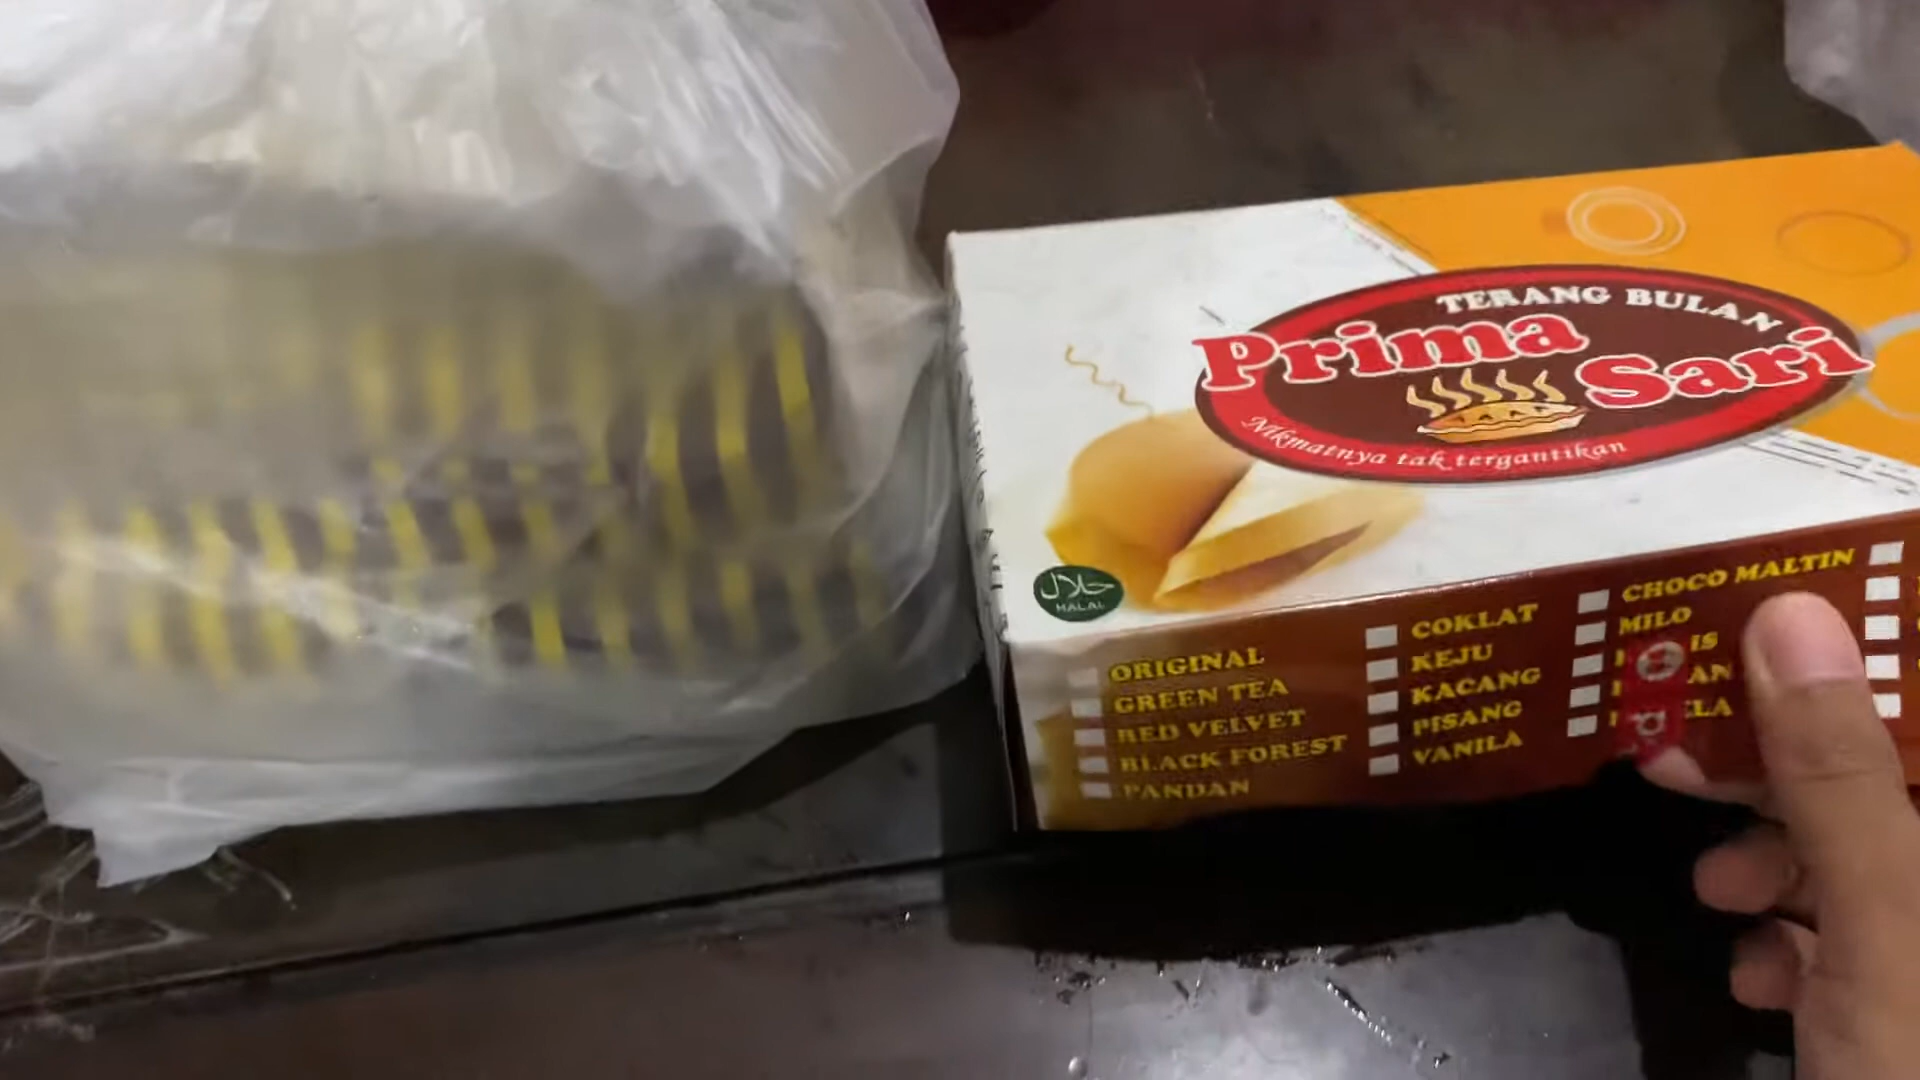 TERANG BULAN
Prima
Sari
Nikmatnya tak tergantikan
حلال
HALAL
ORIGINAL
GREEN TEA
RED VELVET
BLACK FOREST
PANDAN
COKLAT
KEJU
KACANG
PISANG
VANILA
CHOCO MALTIN
MILO